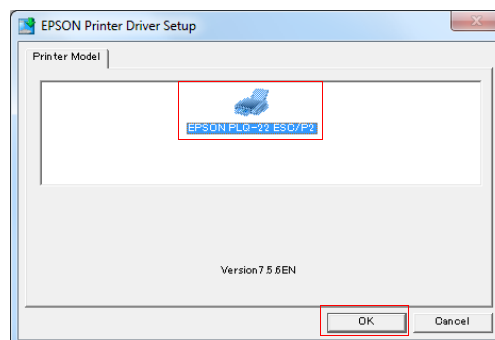 EPSON Printer Driver Setup
Printer Model
EPSON PLQ-22 ESC/P2
Version7.5.6EN
OK
Cancel